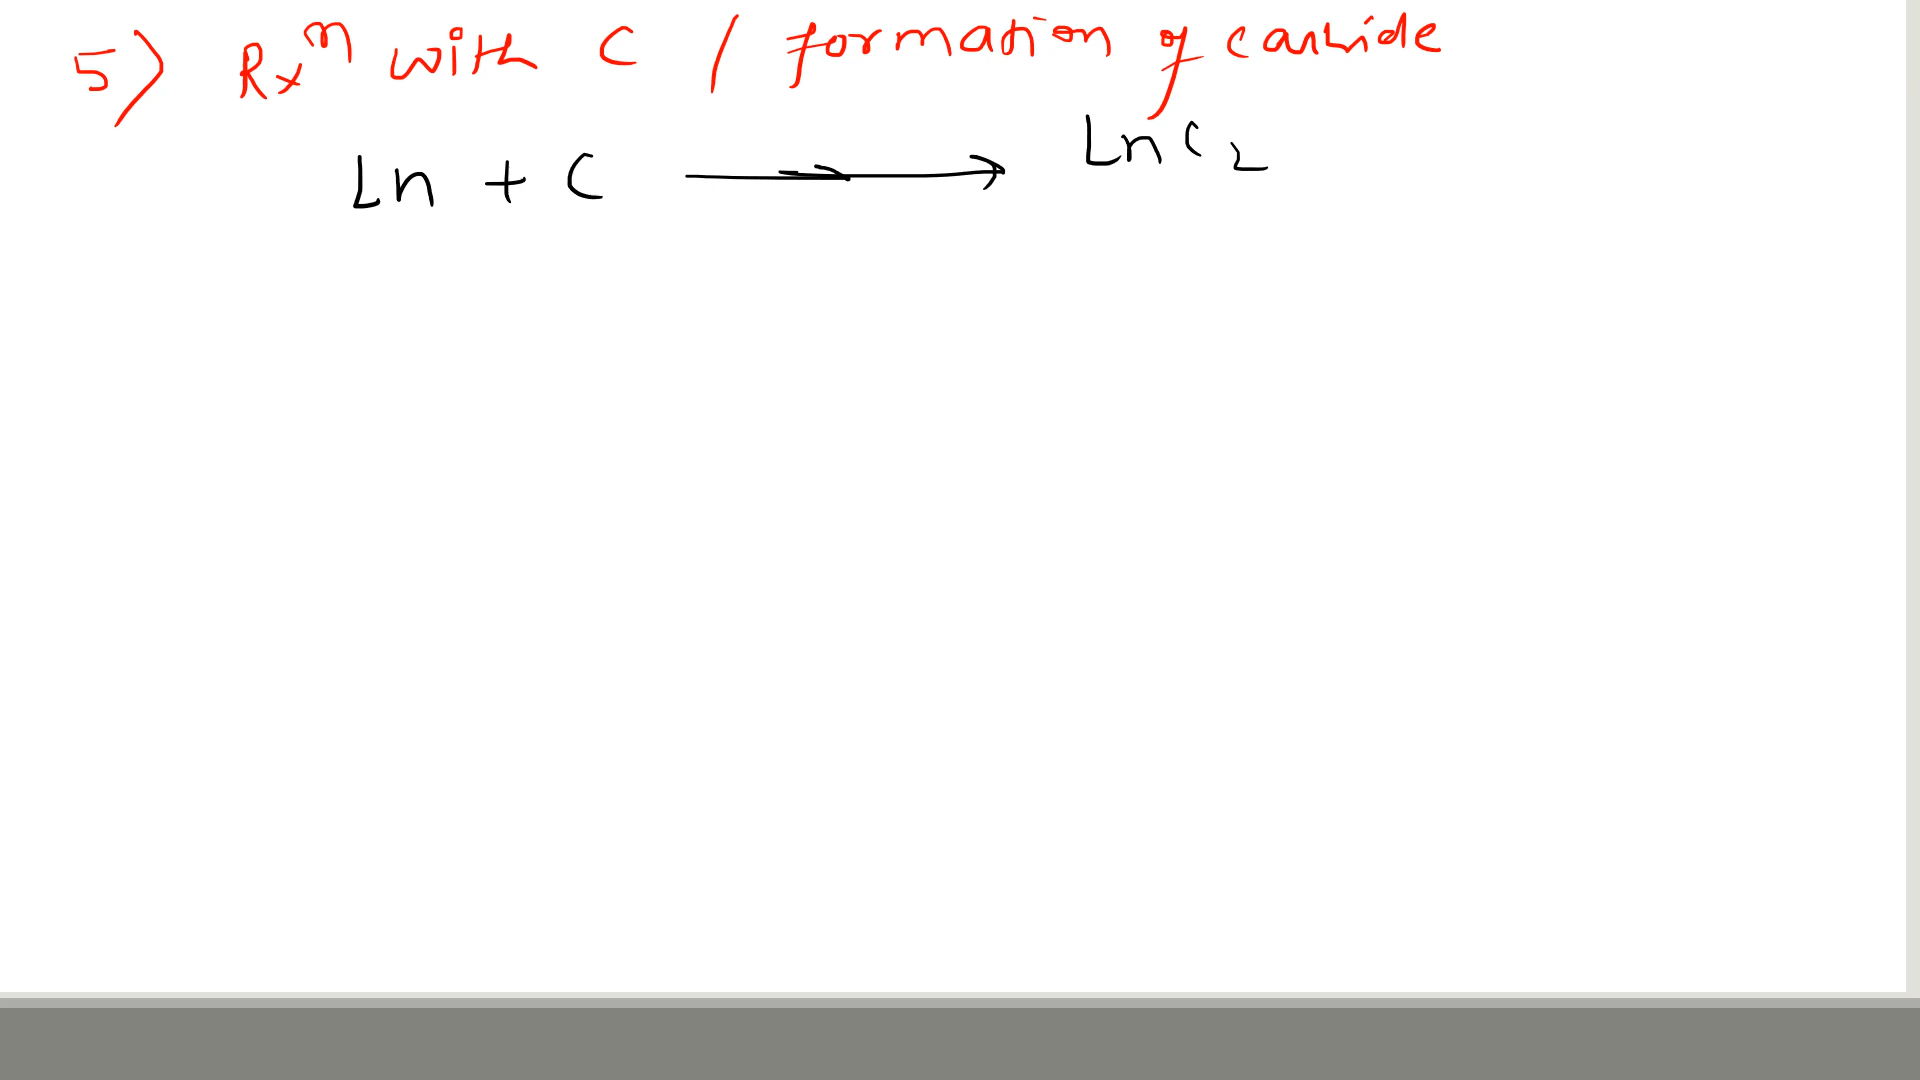 5) Rxⁿ with C / formation of carbide
Ln + C ⟶ LnC₂